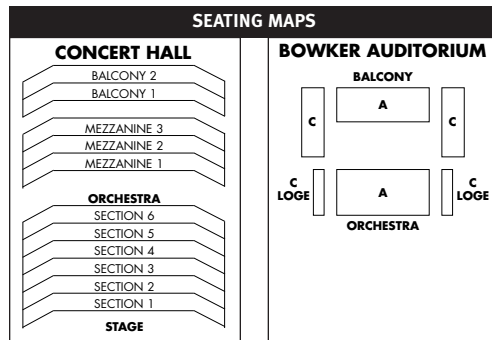 SEATING MAPS
CONCERT HALL
BALCONY 2
BALCONY 1
MEZZANINE 3
MEZZANINE 2
MEZZANINE 1
ORCHESTRA
SECTION 6
SECTION 5
SECTION 4
SECTION 3
SECTION 2
SECTION 1
STAGE
BOWKER AUDITORIUM
BALCONY
A
C
C
C
LOGE
A
C
LOGE
ORCHESTRA